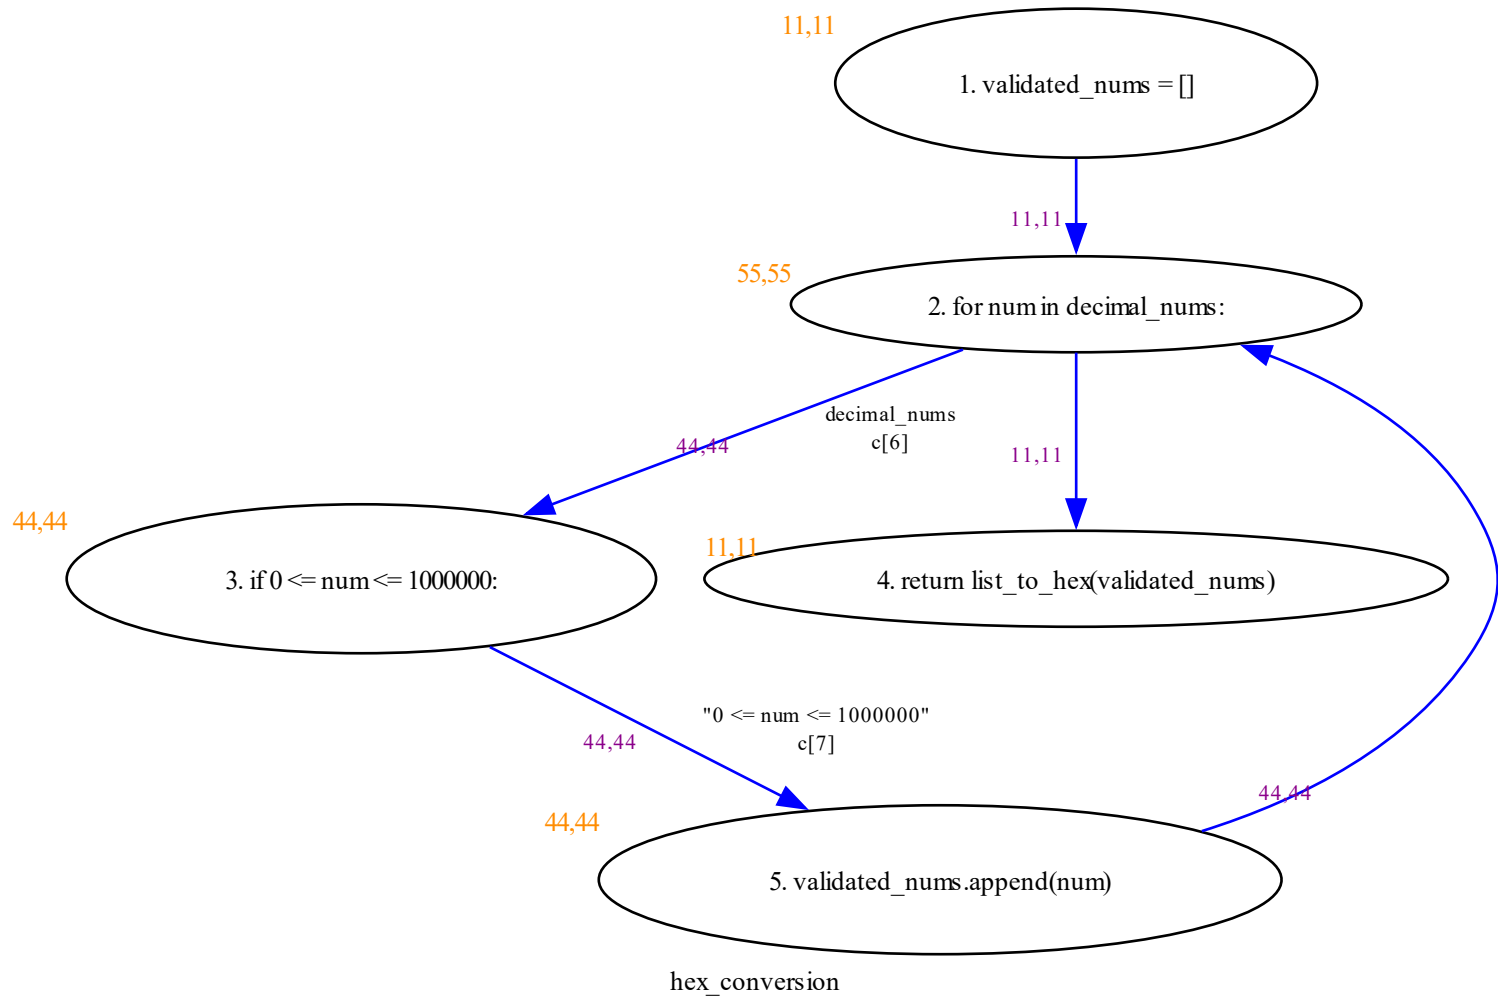 11,11
1. validated_nums = []
11,11
55,55
2. for num in decimal_nums:
decimal_nums
c[6]
44,44
11,11
44,44
3. if 0 <= num <= 1000000:
11,11
4. return list_to_hex(validated_nums)
"0 <= num <= 1000000"
c[7]
44,44
44,44
44,44
5. validated_nums.append(num)
hex_conversion